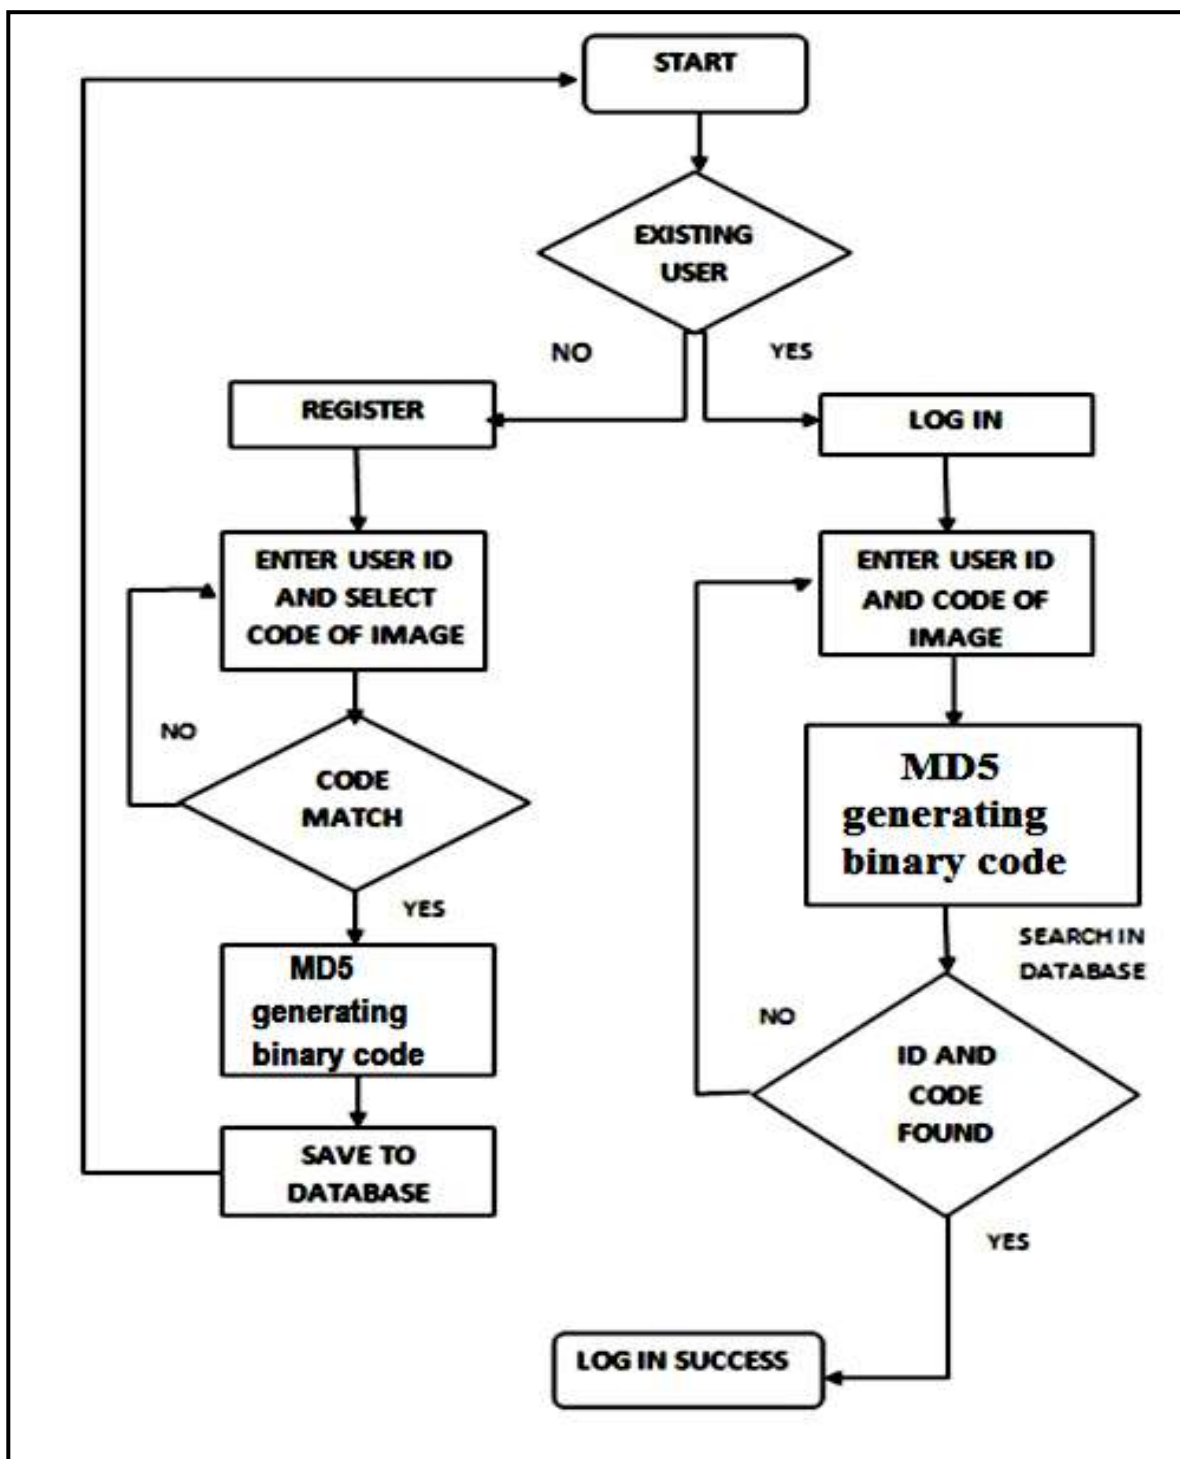 START
EXISTING
USER
NO
YES
REGISTER
LOG IN
ENTER USER ID
AND SELECT
CODE OF IMAGE
ENTER USER ID
AND CODE OF
IMAGE
NO
CODE
MATCH
MD5
generating
binary code
YES
SEARCH IN
DATABASE
MD5
generating
binary code
NO
ID AND
CODE
FOUND
SAVE TO
DATABASE
YES
LOG IN SUCCESS